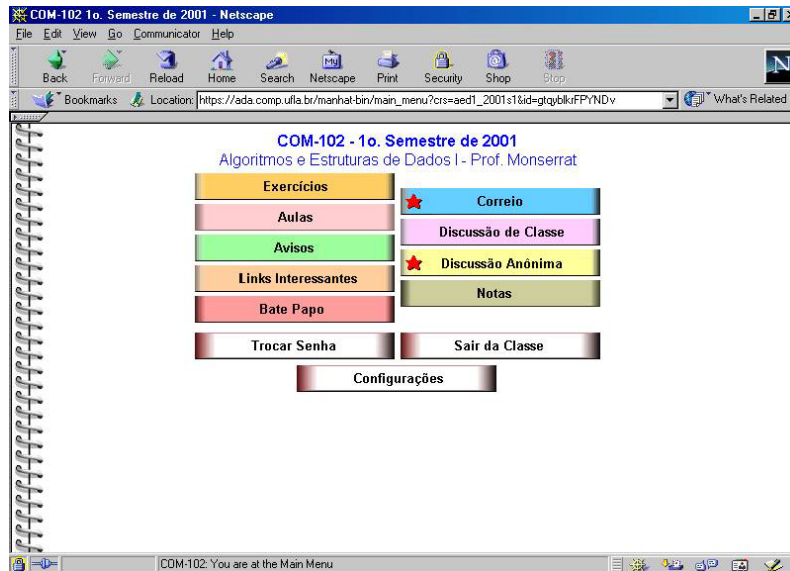 COM-102 1o. Semestre de 2001 - Netscape
File Edit View Go Communicator Help
Back Forward Reload Home Search Netscape Print Security Shop Stop
Bookmarks Location: https://ada.comp.ufla.br/manhat-bin/main_menu?crs=aed1_2001s1&id=gtqyblkrFPYNDv What's Related
COM-102 - 1o. Semestre de 2001
Algoritmos e Estruturas de Dados I - Prof. Monserrat
Exercícios
Aulas
Avisos
Links Interessantes
Bate Papo
Correio
Discussão de Classe
Discussão Anônima
Notas
Trocar Senha
Sair da Classe
Configurações
COM-102: You are at the Main Menu